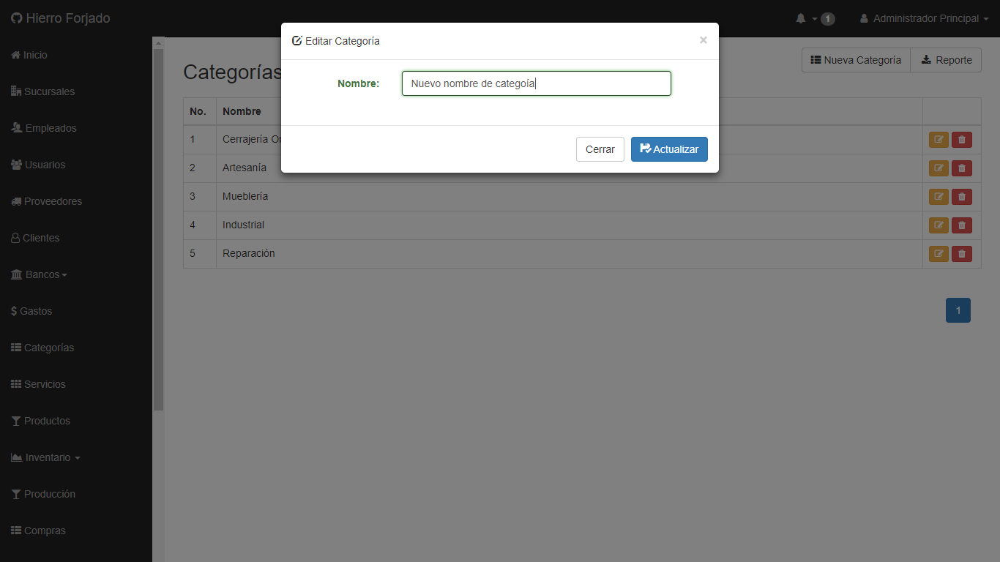 Hierro Forjado
1
Administrador Principal
Inicio
Sucursales
Empleados
Usuarios
Proveedores
Clientes
Bancos
$ Gastos
Categorías
Servicios
Productos
Inventario
Producción
Compras
Editar Categoría
×
Nombre:
Nuevo nombre de categoía
Cerrar
Actualizar
Categorías
Nueva Categoría
Reporte
No. Nombre
1 Cerrajería
2 Artesanía
3 Mueblería
4 Industrial
5 Reparación
1